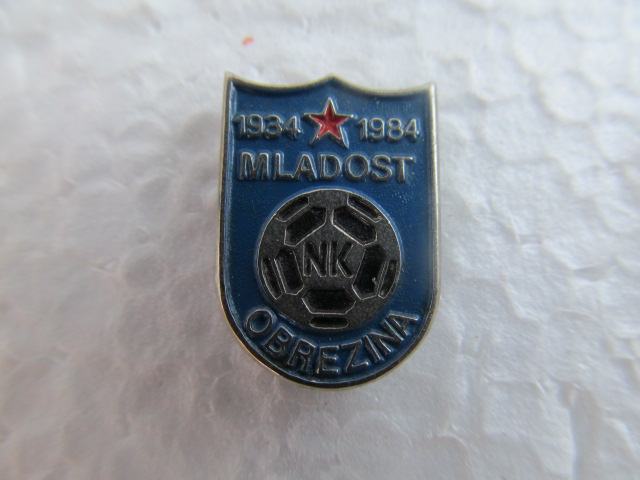 1934 1984
MLADOST
NK
OBREZINA